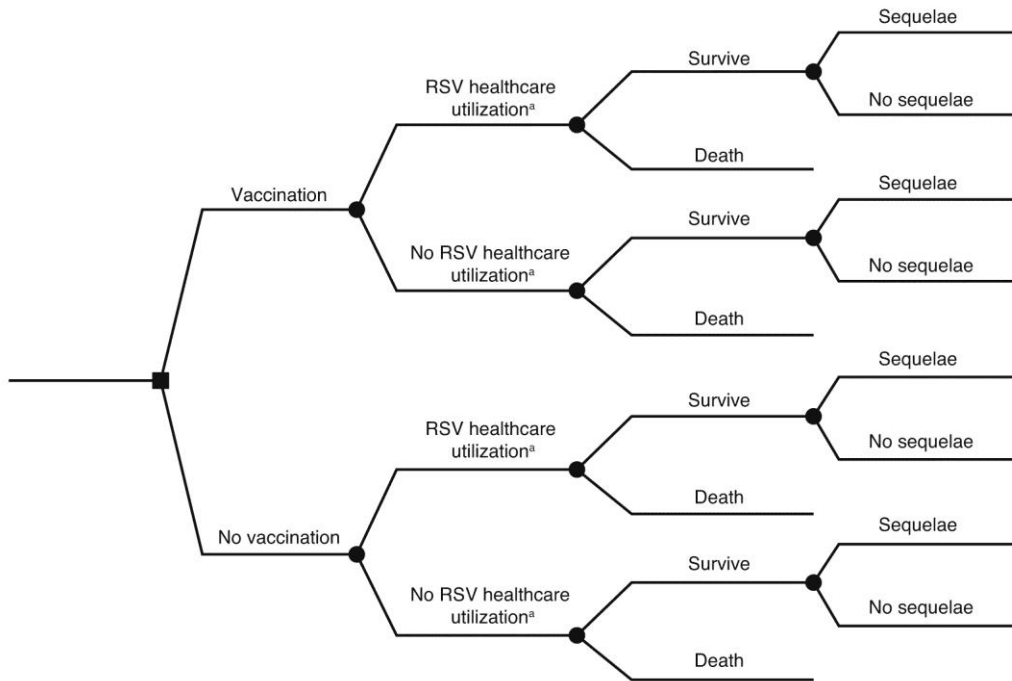 Sequelae
Survive
RSV healthcare
utilizationᵃ
No sequelae
Death
Vaccination
Sequelae
Survive
No RSV healthcare
utilizationᵃ
No sequelae
Death
Sequelae
Survive
RSV healthcare
utilizationᵃ
No sequelae
Death
No vaccination
Sequelae
Survive
No RSV healthcare
utilizationᵃ
No sequelae
Death